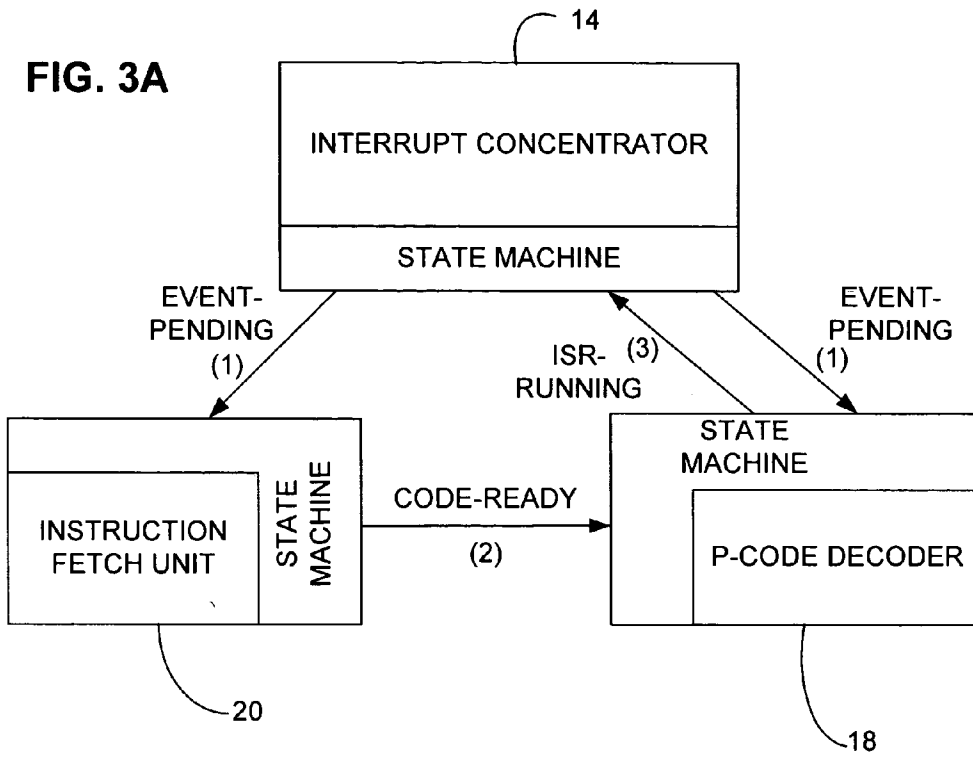 14
FIG. 3A
INTERRUPT CONCENTRATOR
STATE MACHINE
EVENT-
PENDING
(1)
(3)
ISR-
RUNNING
EVENT-
PENDING
(1)
STATE
MACHINE
INSTRUCTION
FETCH UNIT
CODE-READY
(2)
STATE
MACHINE
P-CODE DECODER
20
18